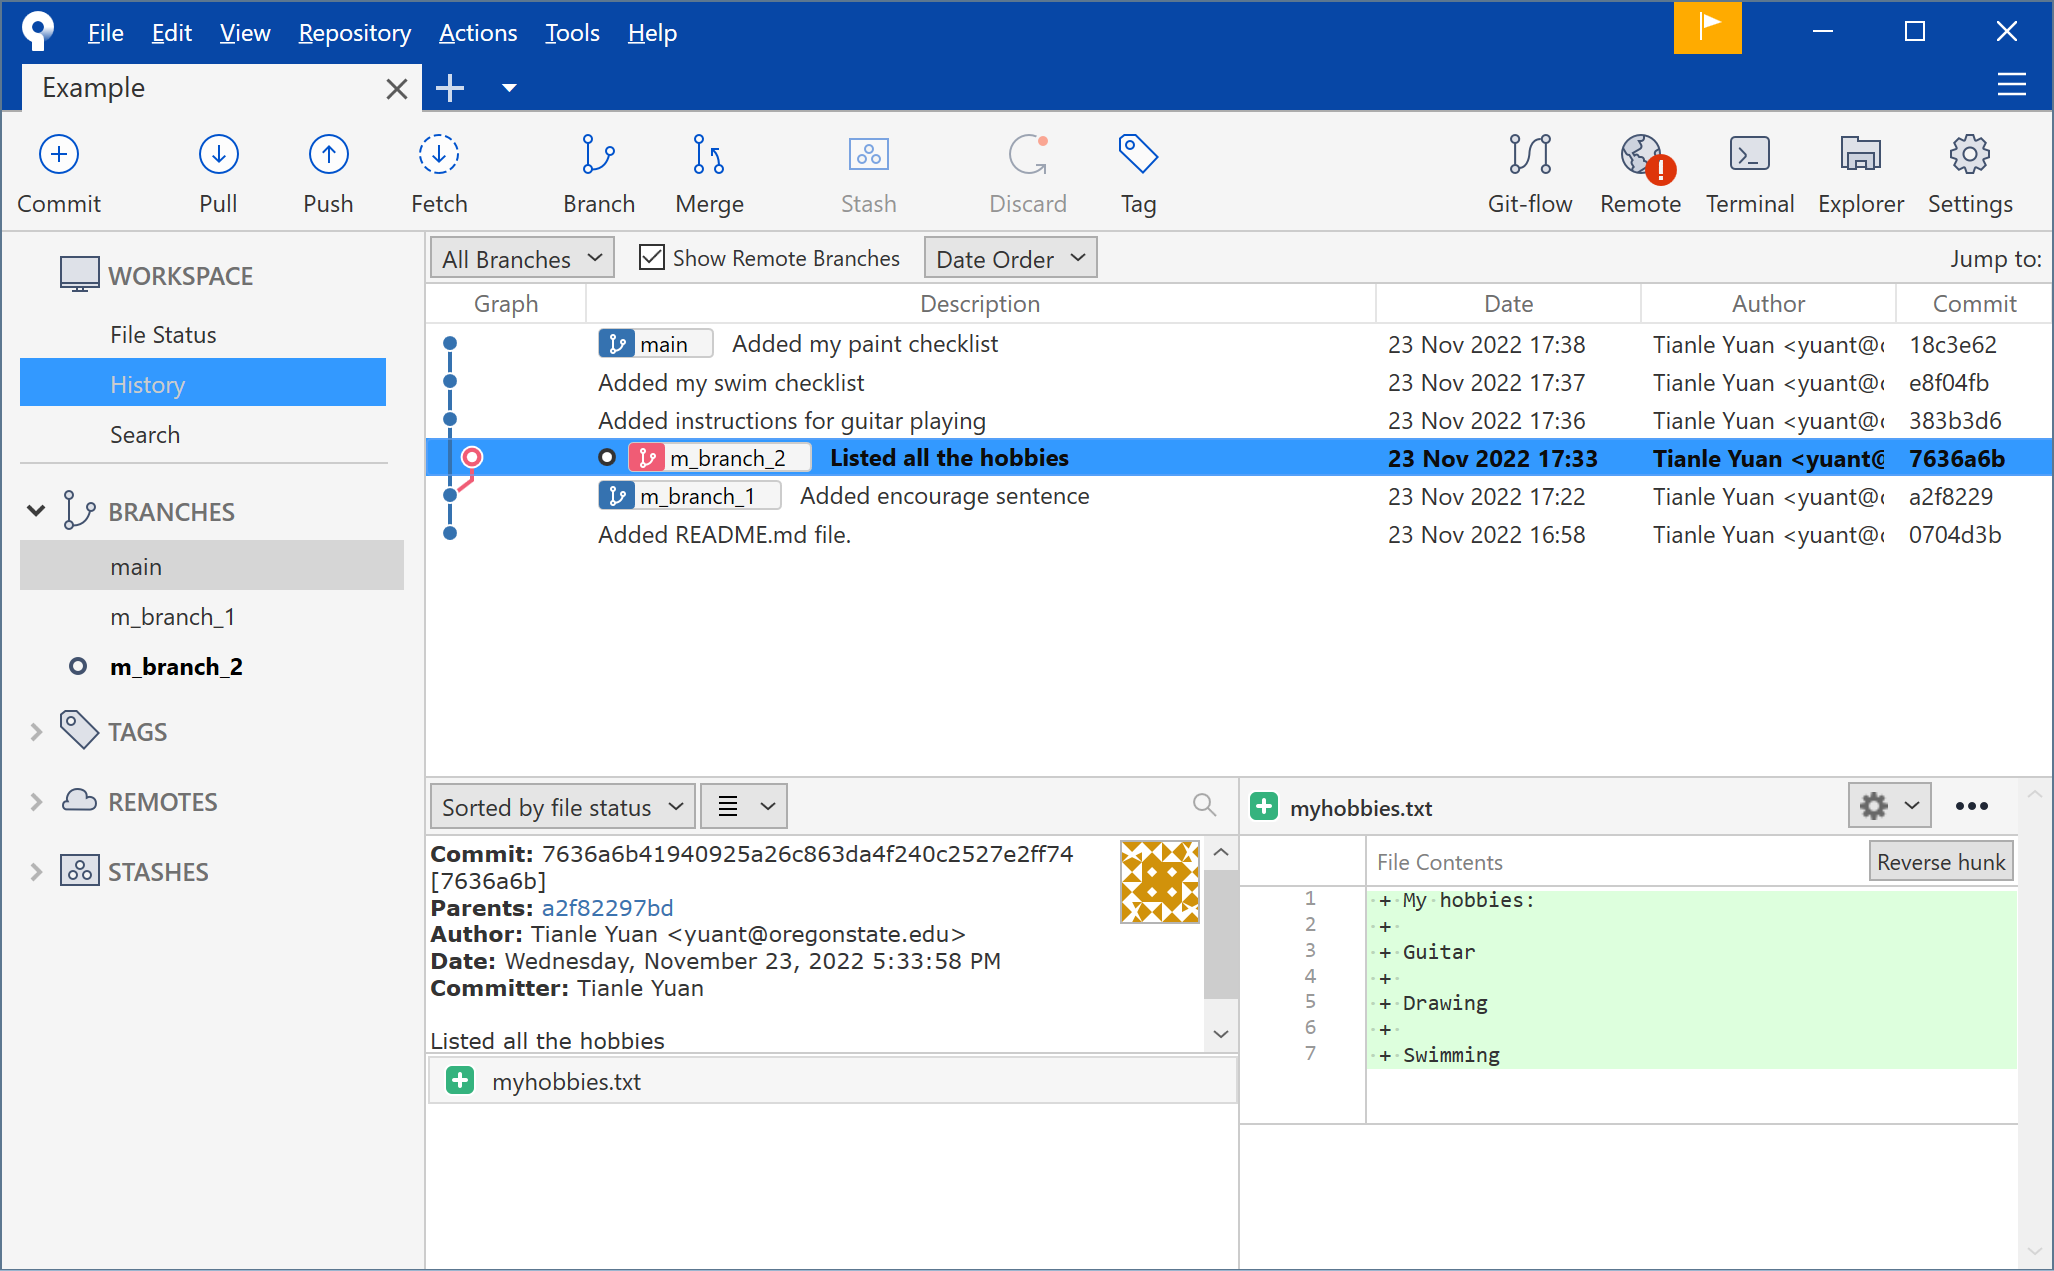 File Edit View Repository Actions Tools Help
Example
Commit Pull Push Fetch Branch Merge Stash Discard Tag Git-flow Remote Terminal Explorer Settings
WORKSPACE
File Status
History
Search
BRANCHES
main
m_branch_1
m_branch_2
TAGS
REMOTES
STASHES
All Branches Show Remote Branches Date Order Jump to:
Graph Description Date Author Commit
main Added my paint checklist 23 Nov 2022 17:38 Tianle Yuan <yuant@ 18c3e62
Added my swim checklist 23 Nov 2022 17:37 Tianle Yuan <yuant@ e8f04fb
Added instructions for guitar playing 23 Nov 2022 17:36 Tianle Yuan <yuant@ 383b3d6
m_branch_2 Listed all the hobbies 23 Nov 2022 17:33 Tianle Yuan <yuant@ 7636a6b
m_branch_1 Added encourage sentence 23 Nov 2022 17:22 Tianle Yuan <yuant@ a2f8229
Added README.md file. 23 Nov 2022 16:58 Tianle Yuan <yuant@ 0704d3b
Sorted by file status
Commit: 7636a6b41940925a26c863da4f240c2527e2ff74
[7636a6b]
Parents: a2f82297bd
Author: Tianle Yuan <yuant@oregonstate.edu>
Date: Wednesday, November 23, 2022 5:33:58 PM
Committer: Tianle Yuan
Listed all the hobbies
myhobbies.txt
myhobbies.txt
File Contents Reverse hunk
1 + My hobbies:
2 +
3 + Guitar
4 +
5 + Drawing
6 +
7 + Swimming